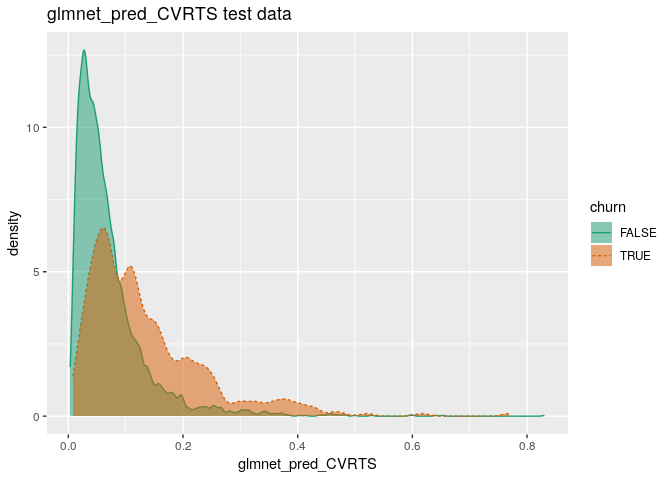 glmnet_pred_CVRTS test data
density
10
5
0
0.0 0.2 0.4 0.6 0.8
glmnet_pred_CVRTS
churn
FALSE
TRUE